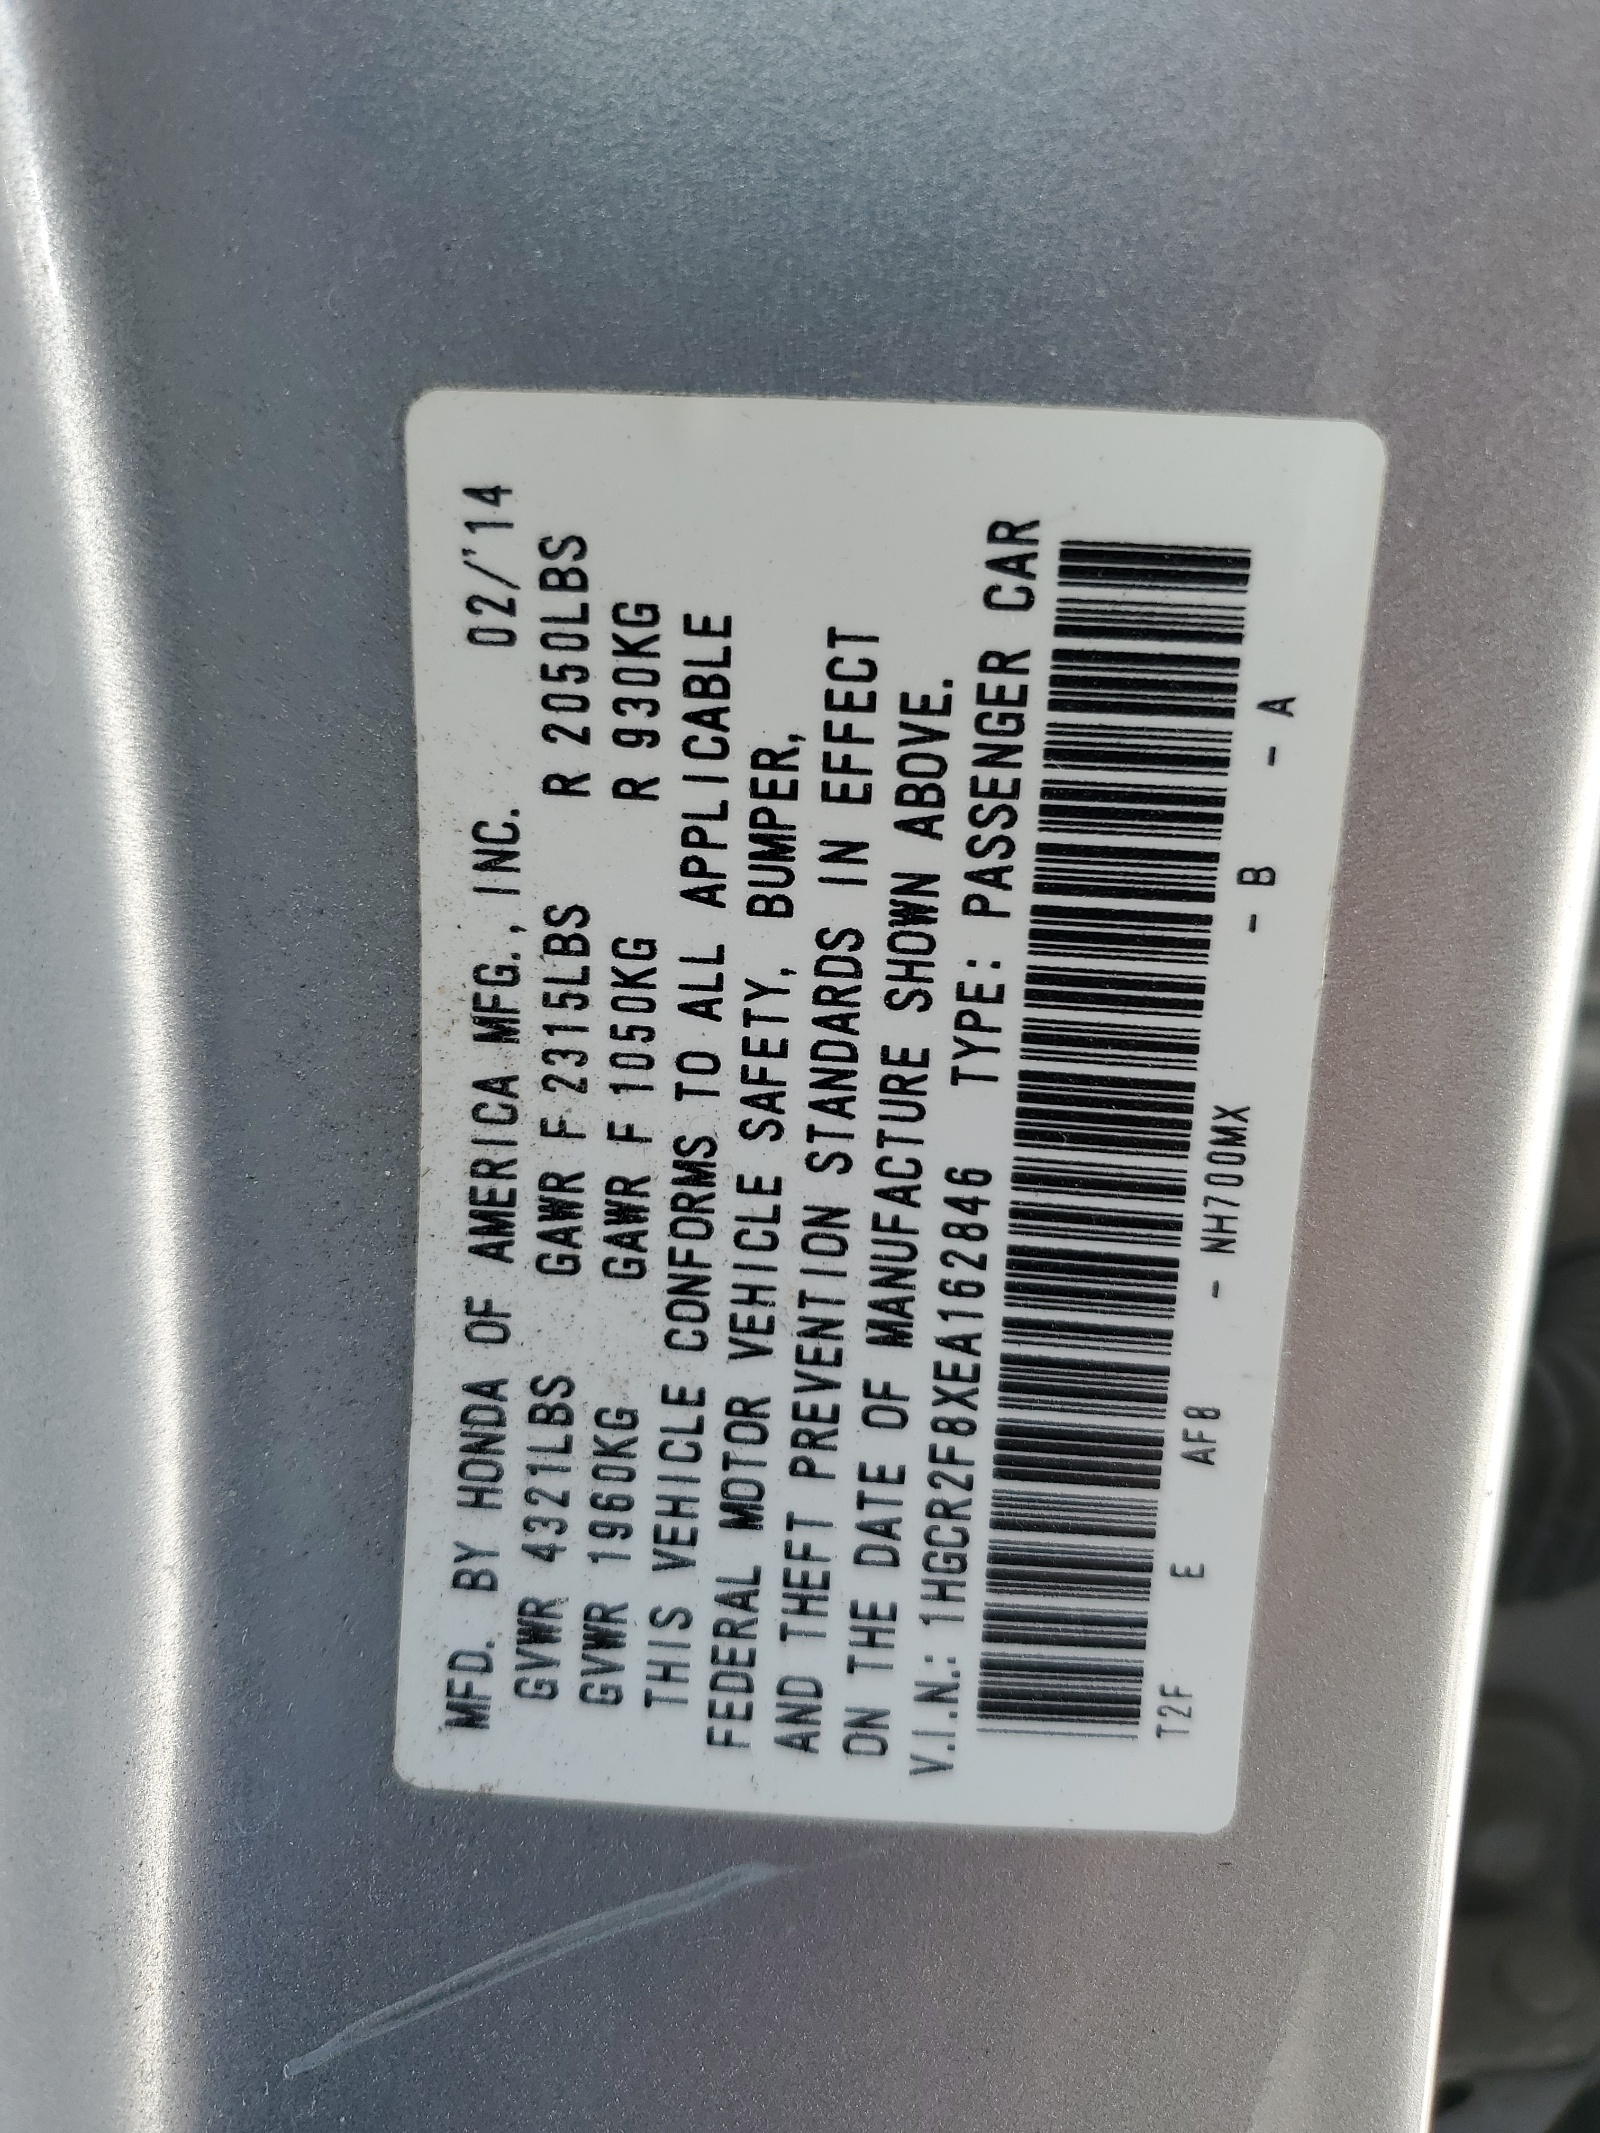 MFD. BY HONDA OF AMERICA MFG., INC. 02/'14
GVWR 4321LBS GAWR F 2315LBS R 2050LBS
GVWR 1960KG GAWR F 1050KG R 930KG
THIS VEHICLE CONFORMS TO ALL APPLICABLE
FEDERAL MOTOR VEHICLE SAFETY, BUMPER,
AND THEFT PREVENTION STANDARDS IN EFFECT
ON THE DATE OF MANUFACTURE SHOWN ABOVE.
V.I.N.: 1HGCR2F8XEA162846 TYPE: PASSENGER CAR
T2F E AF8 - NH700MX - B - A